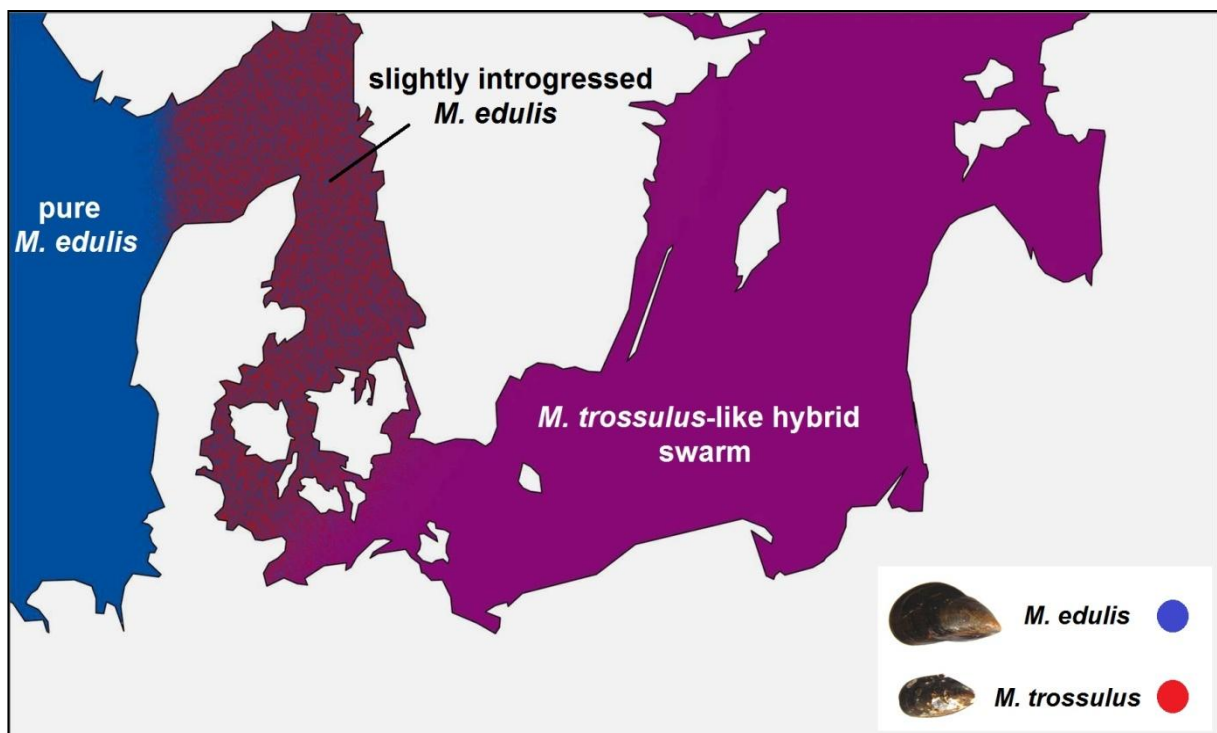 slightly introgressed
M. edulis
pure
M. edulis
M. trossulus-like hybrid
swarm
M. edulis
M. trossulus